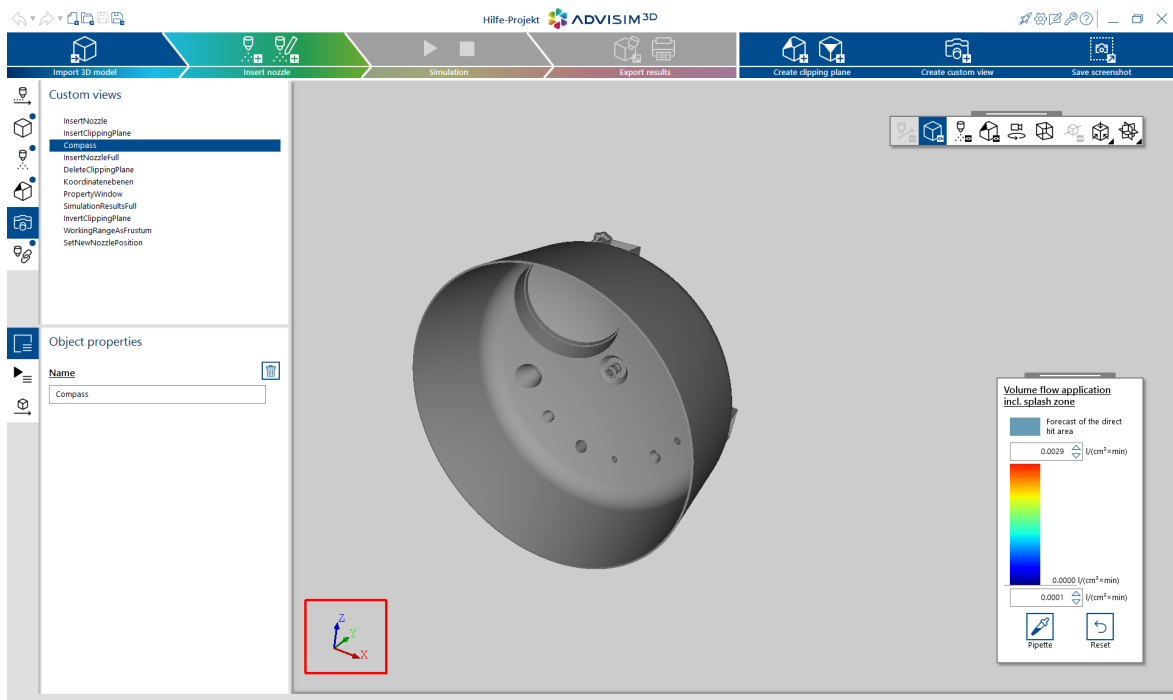 Hilfe-Projekt ADVISIM3D
Import 3D model
Insert nozzle
Simulation
Export results
Create clipping plane
Create custom view
Save screenshot
Custom views
InsertNozzle
InsertClippingPlane
Compass
InsertNozzleFull
DeleteClippingPlane
Koordinatenebenen
PropertyWindow
SimulationResultsFull
InvertClippingPlane
WorkingRangeAsFrustum
SetNewNozzlePosition
Object properties
Name
Compass
Z
Y
X
Volume flow application
incl. splash zone
Forecast of the direct
hit area
0.0029 l/(cm²×min)
0.0000 l/(cm²×min)
0.0001 l/(cm²×min)
Pipette
Reset